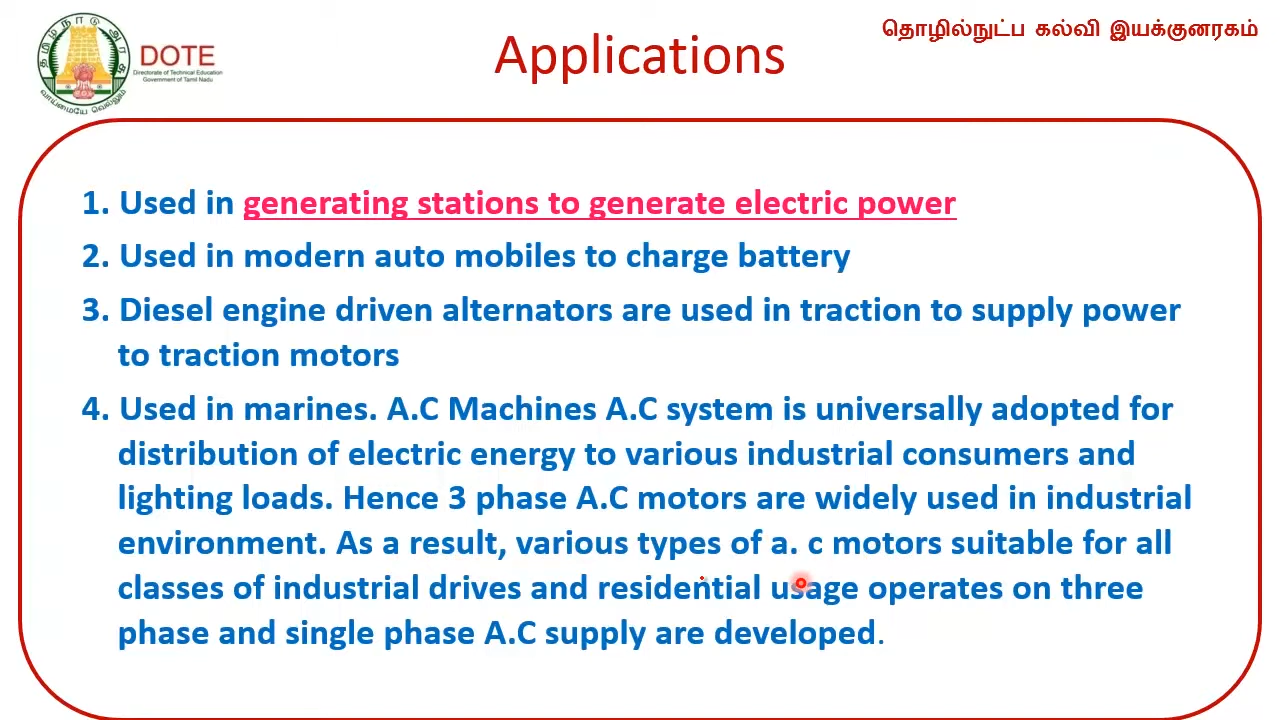 தமிழ்நாடு அரசு
வாய்மையே வெல்லும்
DOTE
Directorate of Technical Education
Government of Tamil Nadu
Applications
தொழில்நுட்ப கல்வி இயக்குனரகம்
1. Used in generating stations to generate electric power
2. Used in modern auto mobiles to charge battery
3. Diesel engine driven alternators are used in traction to supply power
to traction motors
4. Used in marines. A.C Machines A.C system is universally adopted for
distribution of electric energy to various industrial consumers and
lighting loads. Hence 3 phase A.C motors are widely used in industrial
environment. As a result, various types of a. c motors suitable for all
classes of industrial drives and residential usage operates on three
phase and single phase A.C supply are developed.